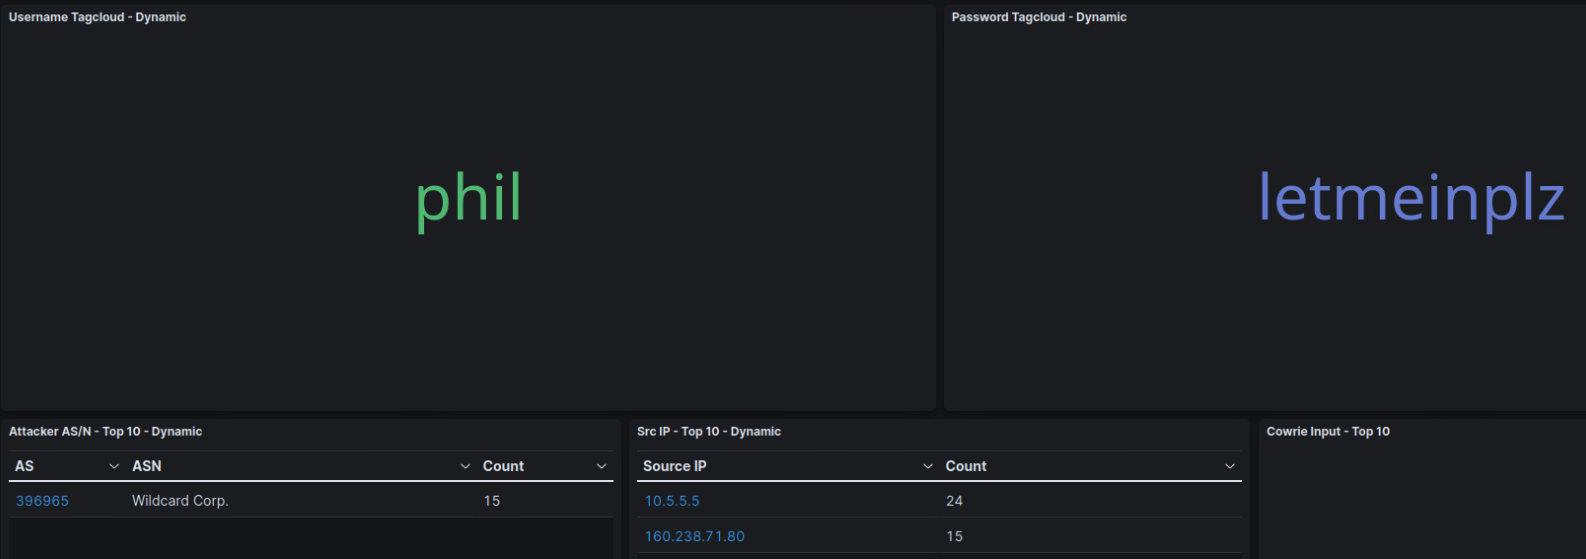 Username Tagcloud - Dynamic
Password Tagcloud - Dynamic
phil
letmeinplz
Attacker AS/N - Top 10 - Dynamic
AS ASN Count
396965 Wildcard Corp. 15
Src IP - Top 10 - Dynamic
Source IP Count
10.5.5.5 24
160.238.71.80 15
Cowrie Input - Top 10